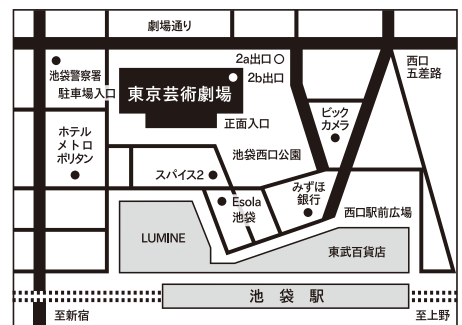 劇場通り
2a出口
2b出口
池袋警察署
駐車場入口
東京芸術劇場
正面入口
西口
五差路
ビック
カメラ
ホテル
メトロ
ポリタン
池袋西口公園
スパイス2
Esola
池袋
みずほ
銀行
西口駅前広場
LUMINE
東武百貨店
池袋駅
至新宿
至上野